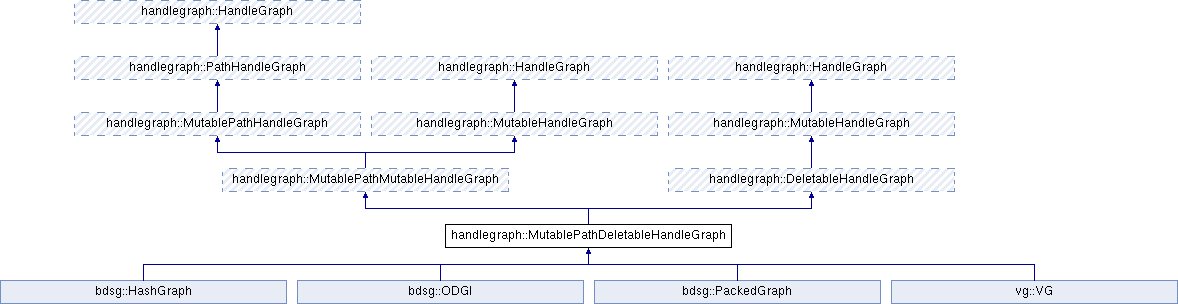 handlegraph::HandleGraph
handlegraph::PathHandleGraph
handlegraph::HandleGraph
handlegraph::HandleGraph
handlegraph::MutablePathHandleGraph
handlegraph::MutableHandleGraph
handlegraph::MutableHandleGraph
handlegraph::MutablePathMutableHandleGraph
handlegraph::DeletableHandleGraph
handlegraph::MutablePathDeletableHandleGraph
bdsg::HashGraph
bdsg::ODGI
bdsg::PackedGraph
vg::VG